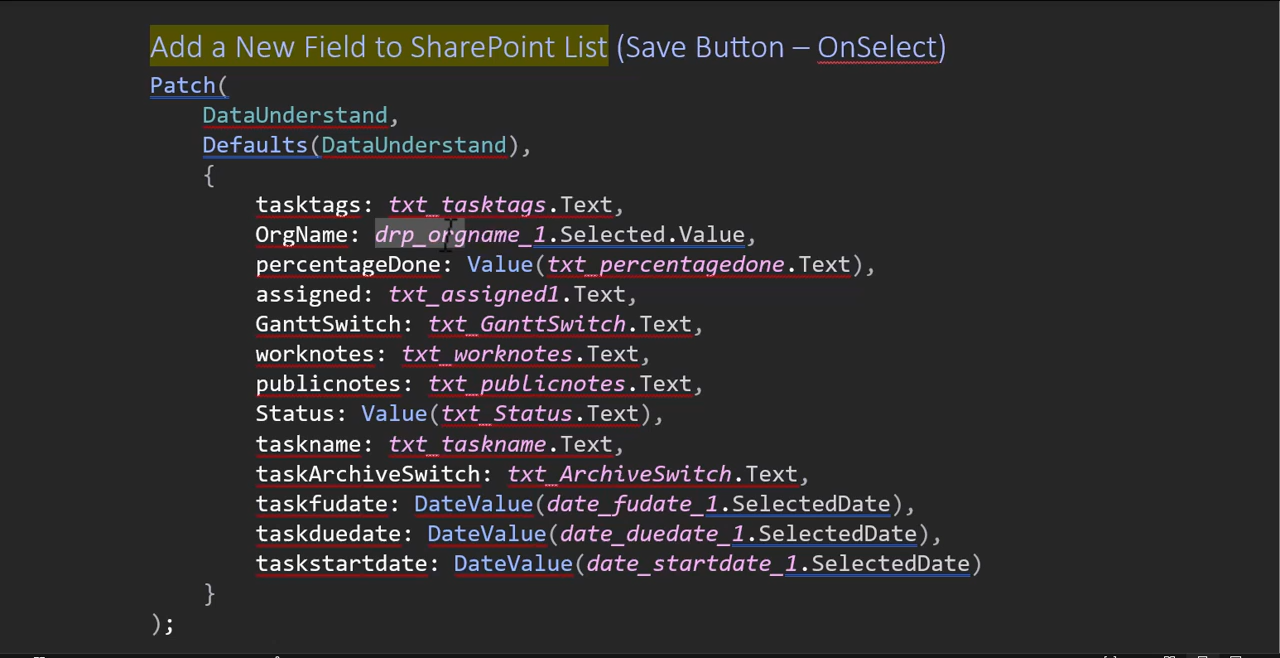 Add a New Field to SharePoint List (Save Button – OnSelect)
Patch(
DataUnderstand,
Defaults(DataUnderstand),
{
tasktags: txt_tasktags.Text,
OrgName: drp_orgname_1.Selected.Value,
percentageDone: Value(txt_percentagedone.Text),
assigned: txt_assigned1.Text,
GanttSwitch: txt_GanttSwitch.Text,
worknotes: txt_worknotes.Text,
publicnotes: txt_publicnotes.Text,
Status: Value(txt_Status.Text),
taskname: txt_taskname.Text,
taskArchiveSwitch: txt_ArchiveSwitch.Text,
taskfudate: DateValue(date_fudate_1.SelectedDate),
taskduedate: DateValue(date_duedate_1.SelectedDate),
taskstartdate: DateValue(date_startdate_1.SelectedDate)
}
);